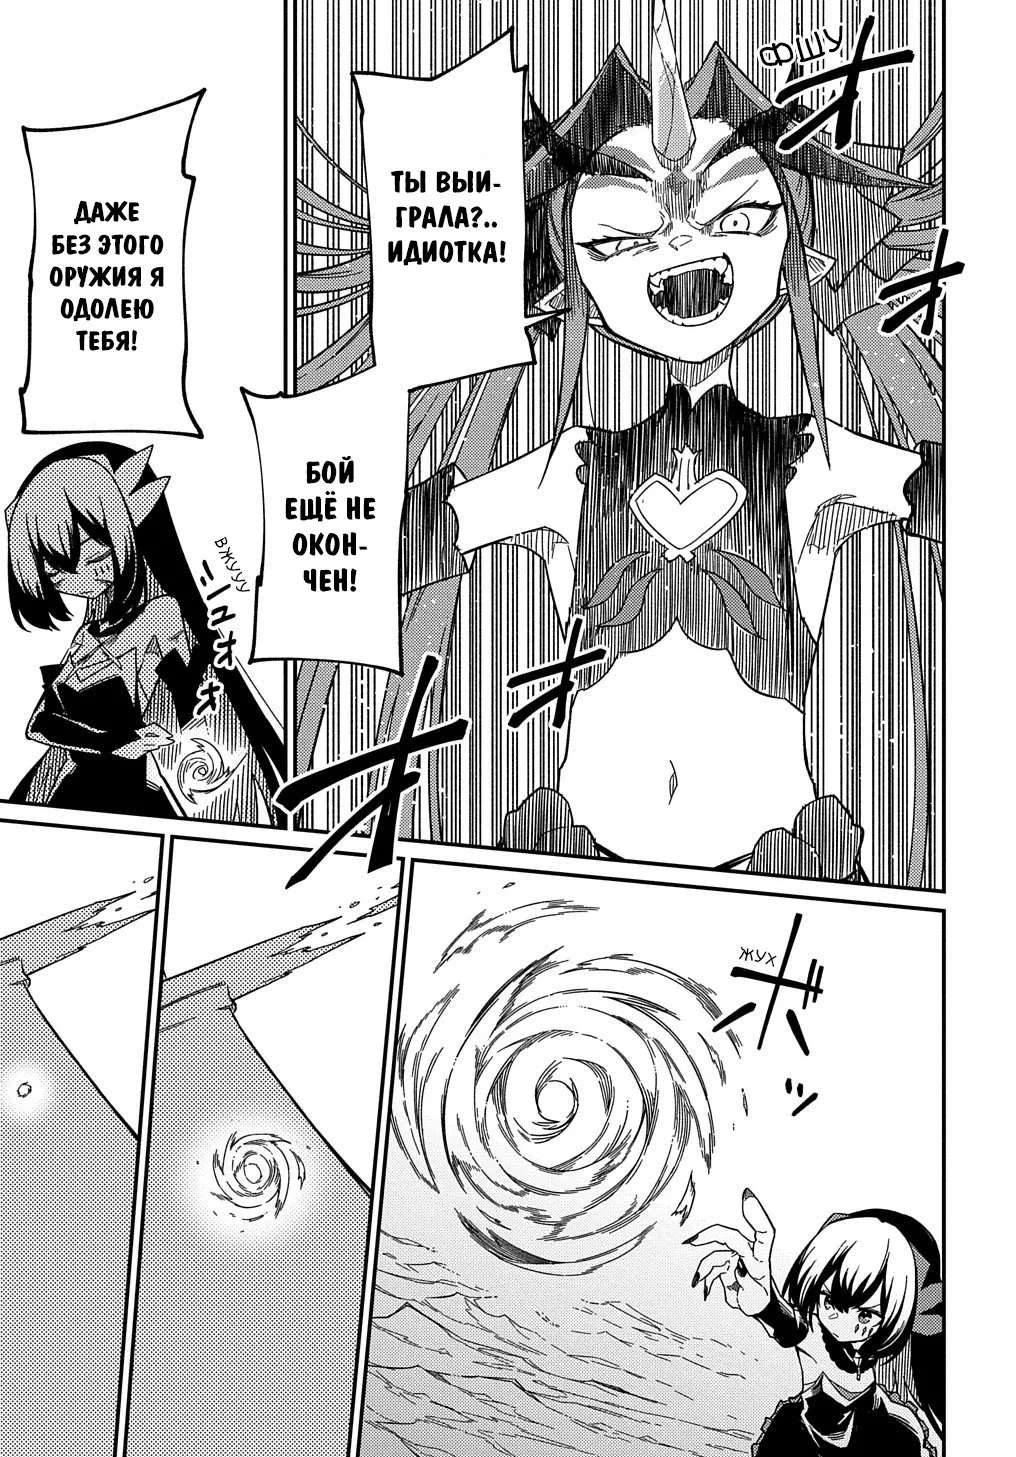 ФШУ
ТЫ ВЫИ-
ГРАЛА?..
ИДИОТКА!
БОЙ
ЕЩЁ НЕ
ОКОН-
ЧЕН!
ДАЖЕ
БЕЗ ЭТОГО
ОРУЖИЯ Я
ОДОЛЕЮ
ТЕБЯ!
ВЖУУУ
ЖУХ